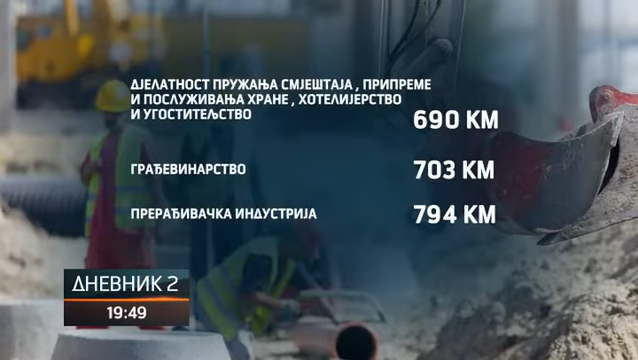 ДЈЕЛАТНОСТ ПРУЖАЊА СМЈЕШТАЈА , ПРИПРЕМЕ
И ПОСЛУЖИВАЊА ХРАНЕ , ХОТЕЛИЈЕРСТВО
И УГОСТИТЕЉСТВО
690 КМ
ГРАЂЕВИНАРСТВО
703 КМ
ПРЕРАЂИВАЧКА ИНДУСТРИЈА
794 КМ
ДНЕВНИК 2
19:49